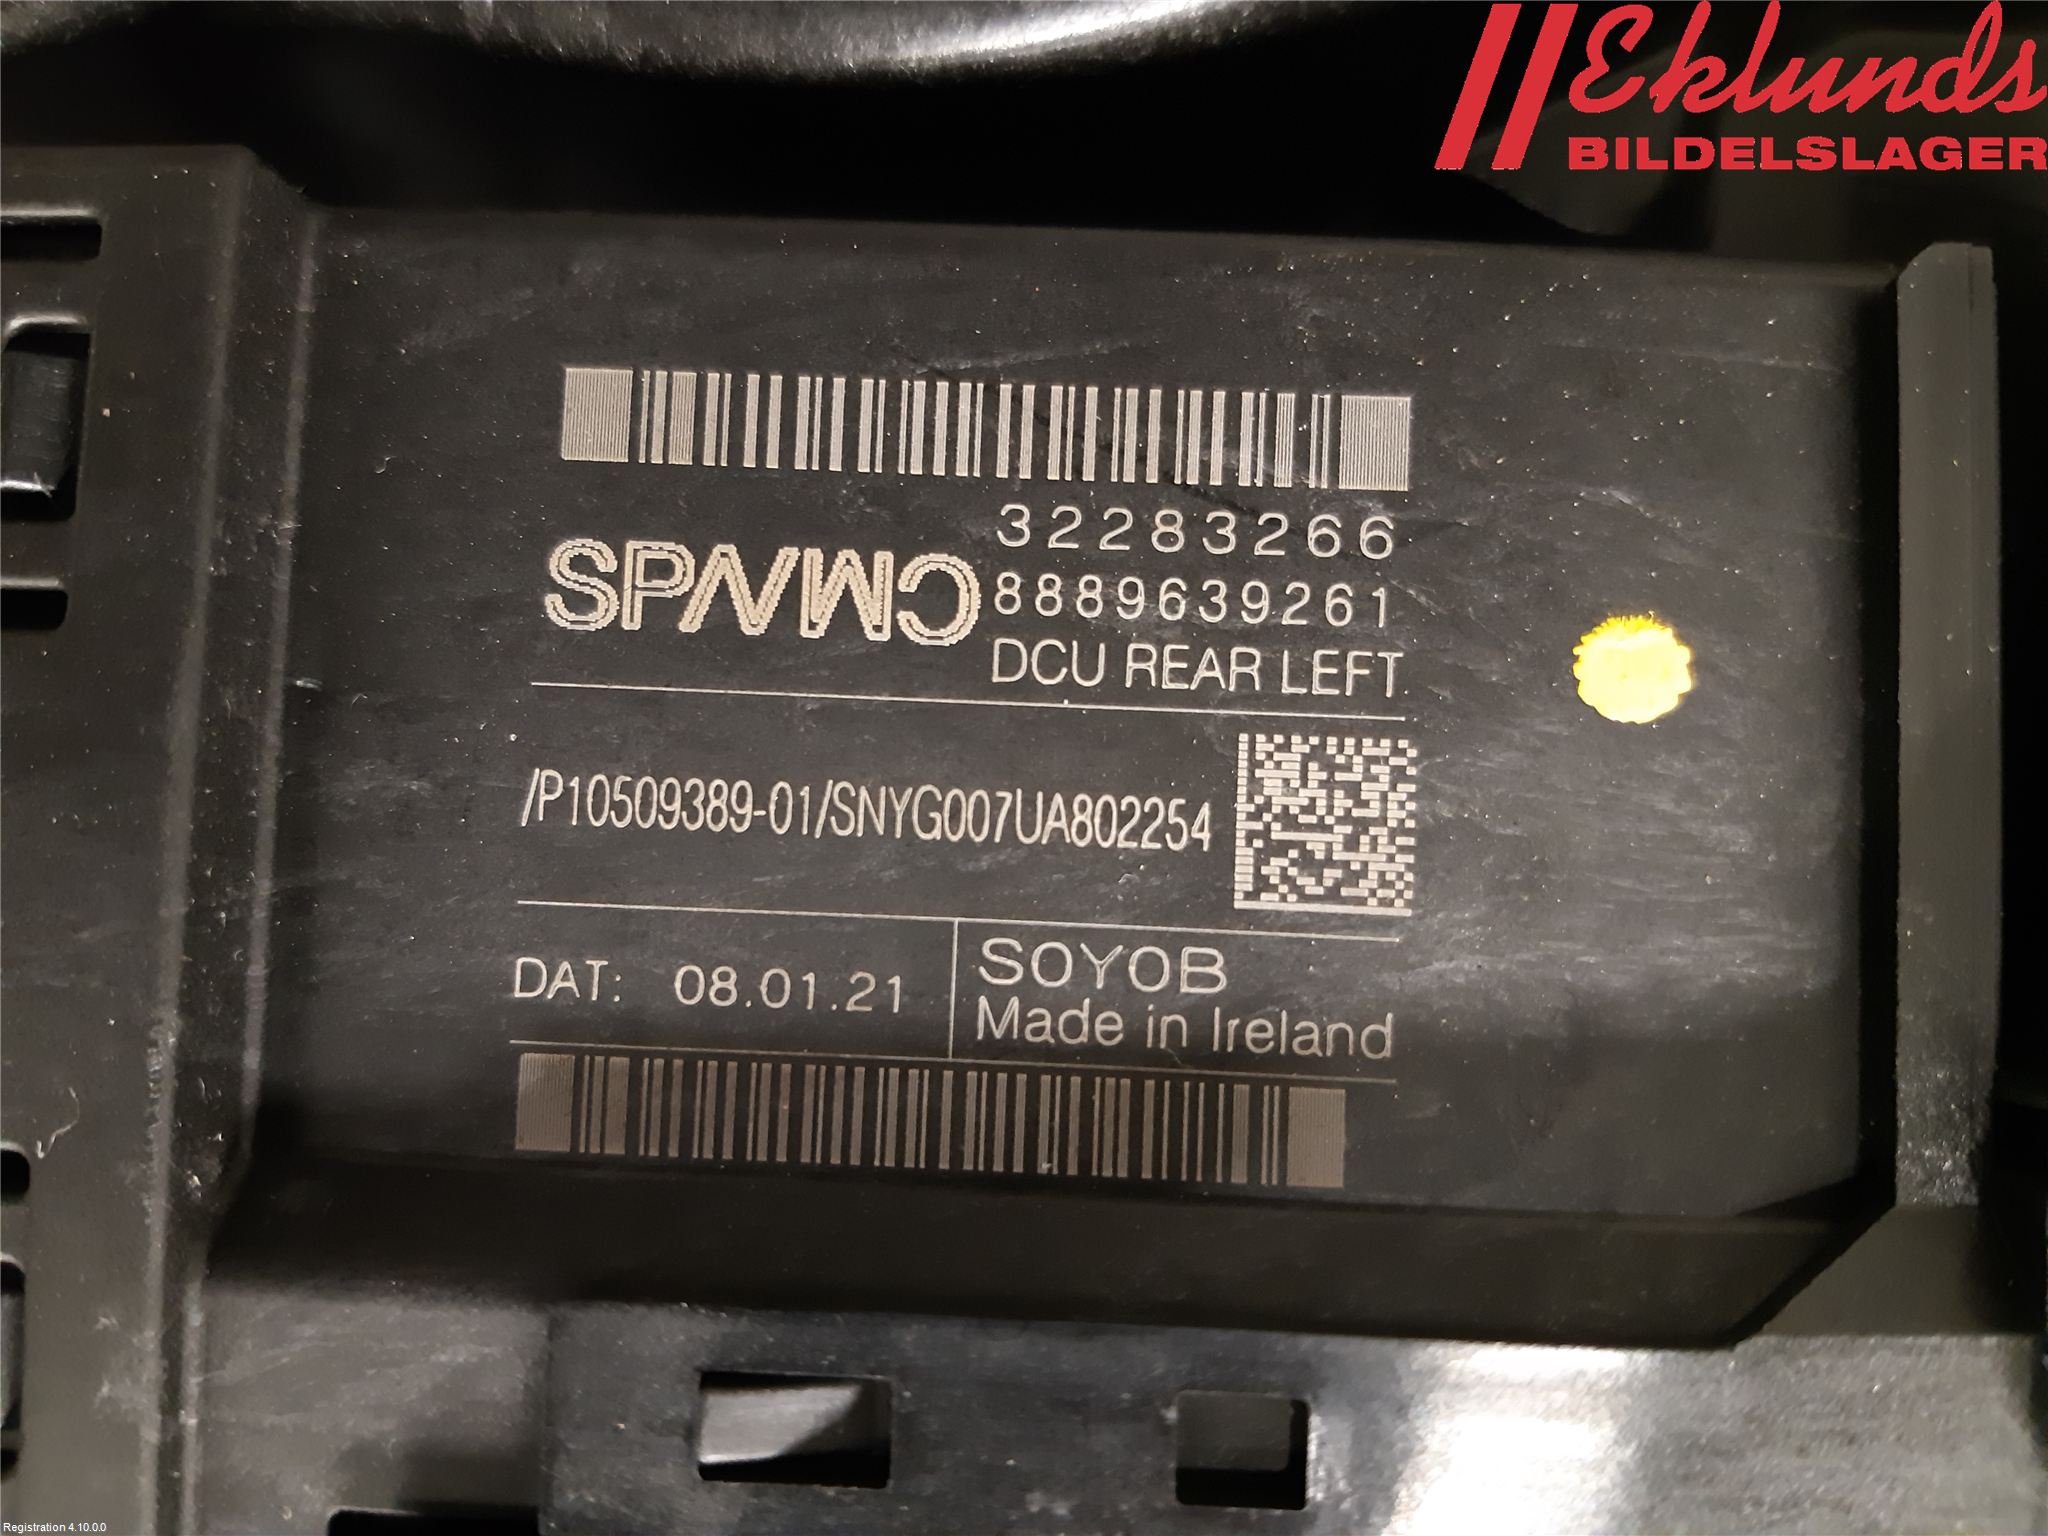 Eklunds
BILDELSLAGER
32283266
8889639261
DCU REAR LEFT
/P10509389-01/SNYG007UA802254
DAT: 08.01.21
SOYOB
Made in Ireland
Registration 4.10.0.0